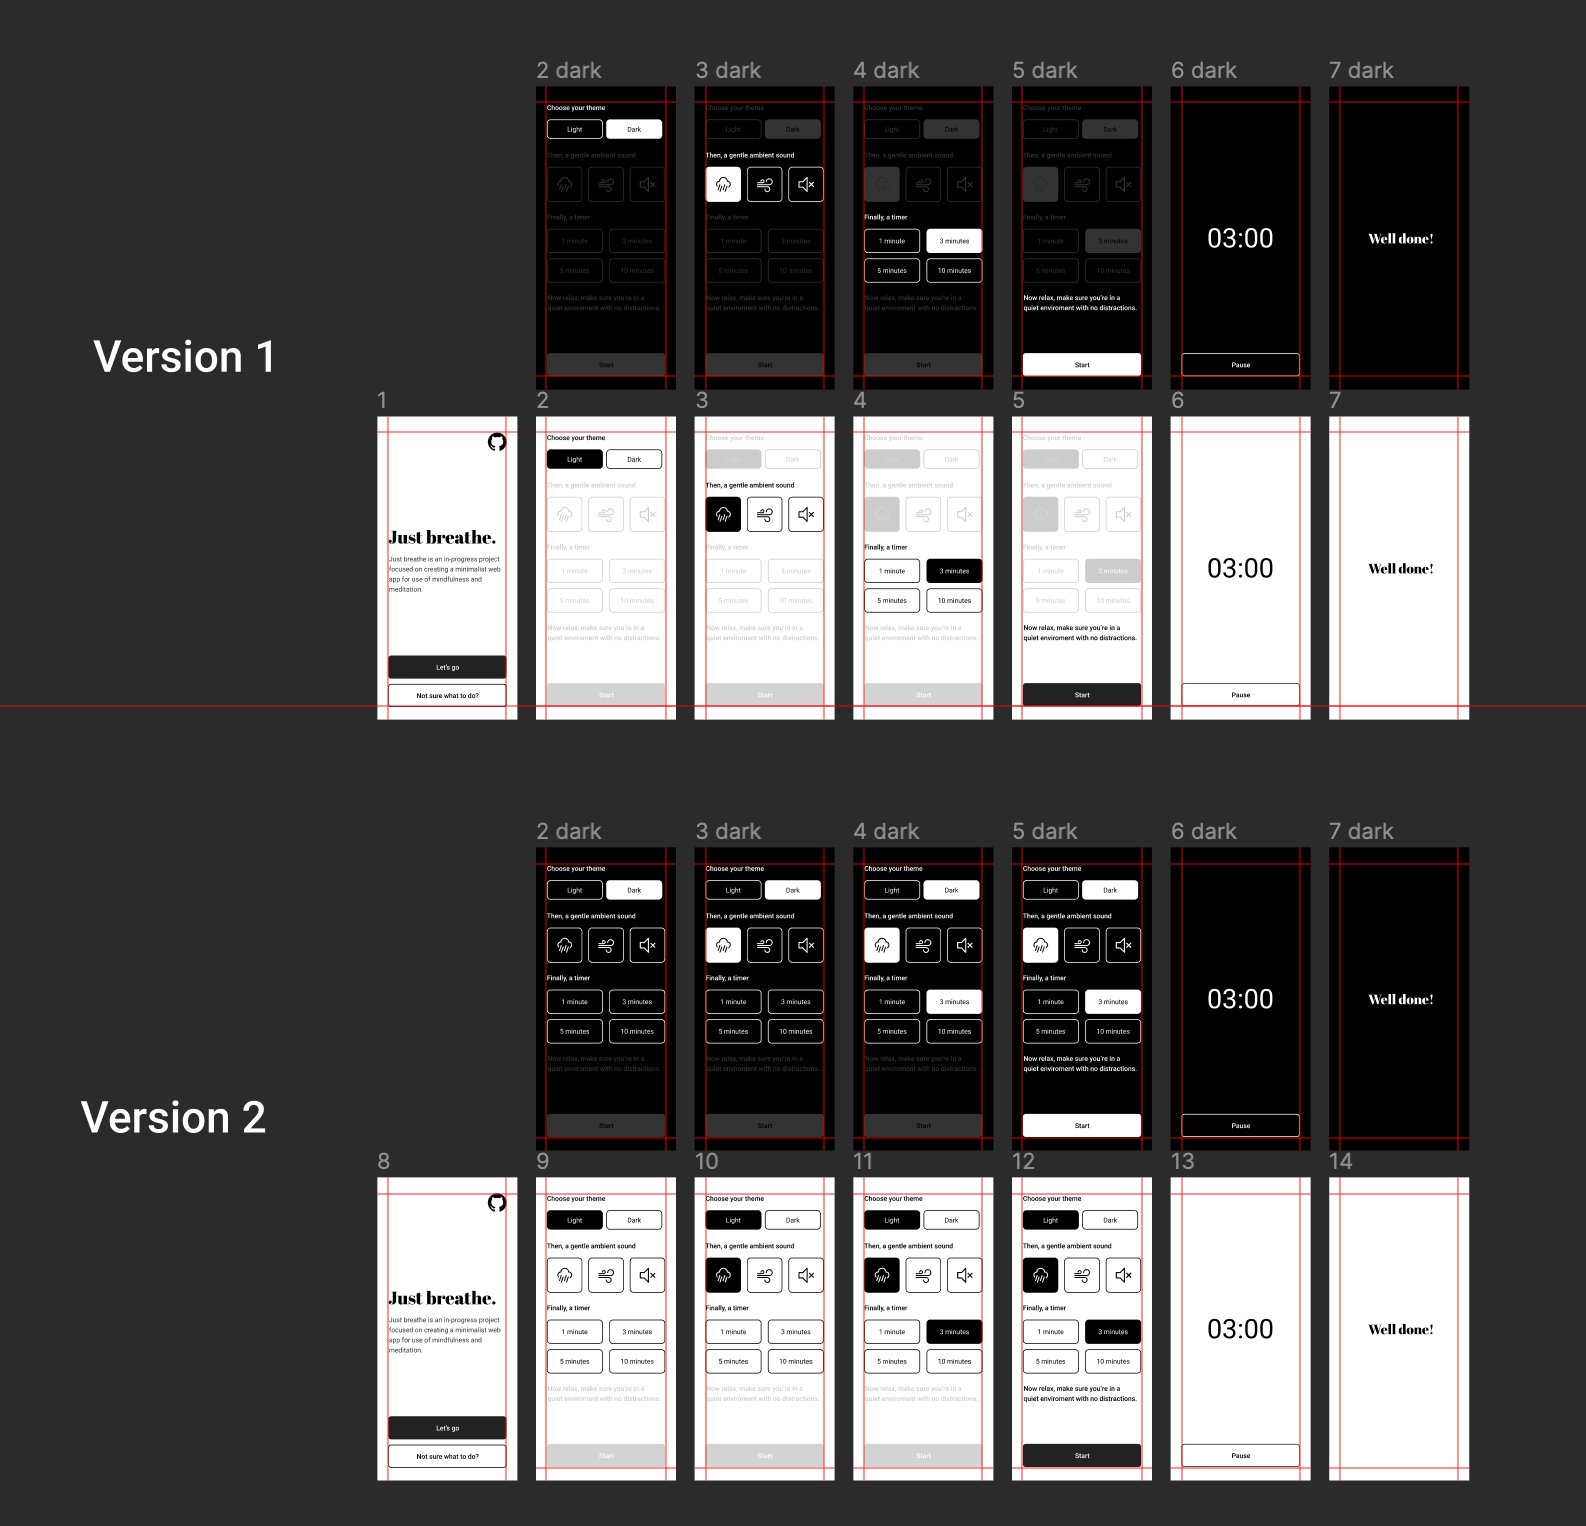 2 dark
3 dark
4 dark
5 dark
6 dark
7 dark
Choose your theme
Light
Dark
Then, a gentle ambient sound
Finally, a timer
1 minute
3 minutes
5 minutes
10 minutes
Now relax, make sure you're in a
quiet enviroment with no distractions.
Start
Choose your theme
Light
Dark
Then, a gentle ambient sound
Finally, a timer
1 minute
3 minutes
5 minutes
10 minutes
Now relax, make sure you're in a
quiet enviroment with no distractions.
Start
Choose your theme
Light
Dark
Then, a gentle ambient sound
Finally, a timer
1 minute
3 minutes
5 minutes
10 minutes
Now relax, make sure you're in a
quiet enviroment with no distractions.
Start
Choose your theme
Light
Dark
Then, a gentle ambient sound
Finally, a timer
1 minute
3 minutes
5 minutes
10 minutes
Now relax, make sure you're in a
quiet enviroment with no distractions.
Start
03:00
Pause
Well done!
Version 1
1
2
3
4
5
6
7
Just breathe.
Just breathe is an in-progress project
focused on creating a minimalist web
app for use of mindfulness and
meditation.
Let's go
Not sure what to do?
Choose your theme
Light
Dark
Then, a gentle ambient sound
Finally, a timer
1 minute
3 minutes
5 minutes
10 minutes
Now relax, make sure you're in a
quiet enviroment with no distractions.
Start
Choose your theme
Light
Dark
Then, a gentle ambient sound
Finally, a timer
1 minute
3 minutes
5 minutes
10 minutes
Now relax, make sure you're in a
quiet enviroment with no distractions.
Start
Choose your theme
Light
Dark
Then, a gentle ambient sound
Finally, a timer
1 minute
3 minutes
5 minutes
10 minutes
Now relax, make sure you're in a
quiet enviroment with no distractions.
Start
Choose your theme
Light
Dark
Then, a gentle ambient sound
Finally, a timer
1 minute
3 minutes
5 minutes
10 minutes
Now relax, make sure you're in a
quiet enviroment with no distractions.
Start
03:00
Pause
Well done!
2 dark
3 dark
4 dark
5 dark
6 dark
7 dark
Choose your theme
Light
Dark
Then, a gentle ambient sound
Finally, a timer
1 minute
3 minutes
5 minutes
10 minutes
Now relax, make sure you're in a
quiet enviroment with no distractions.
Start
Choose your theme
Light
Dark
Then, a gentle ambient sound
Finally, a timer
1 minute
3 minutes
5 minutes
10 minutes
Now relax, make sure you're in a
quiet enviroment with no distractions.
Start
Choose your theme
Light
Dark
Then, a gentle ambient sound
Finally, a timer
1 minute
3 minutes
5 minutes
10 minutes
Now relax, make sure you're in a
quiet enviroment with no distractions.
Start
Choose your theme
Light
Dark
Then, a gentle ambient sound
Finally, a timer
1 minute
3 minutes
5 minutes
10 minutes
Now relax, make sure you're in a
quiet enviroment with no distractions.
Start
03:00
Pause
Well done!
Version 2
8
9
10
11
12
13
14
Just breathe.
Just breathe is an in-progress project
focused on creating a minimalist web
app for use of mindfulness and
meditation.
Let's go
Not sure what to do?
Choose your theme
Light
Dark
Then, a gentle ambient sound
Finally, a timer
1 minute
3 minutes
5 minutes
10 minutes
Now relax, make sure you're in a
quiet enviroment with no distractions.
Start
Choose your theme
Light
Dark
Then, a gentle ambient sound
Finally, a timer
1 minute
3 minutes
5 minutes
10 minutes
Now relax, make sure you're in a
quiet enviroment with no distractions.
Start
Choose your theme
Light
Dark
Then, a gentle ambient sound
Finally, a timer
1 minute
3 minutes
5 minutes
10 minutes
Now relax, make sure you're in a
quiet enviroment with no distractions.
Start
Choose your theme
Light
Dark
Then, a gentle ambient sound
Finally, a timer
1 minute
3 minutes
5 minutes
10 minutes
Now relax, make sure you're in a
quiet enviroment with no distractions.
Start
03:00
Pause
Well done!